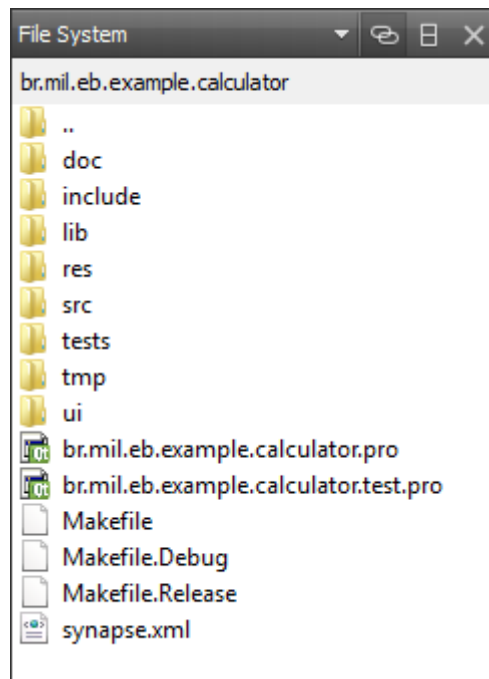 File System
br.mil.eb.example.calculator
..
doc
include
lib
res
src
tests
tmp
ui
br.mil.eb.example.calculator.pro
br.mil.eb.example.calculator.test.pro
Makefile
Makefile.Debug
Makefile.Release
synapse.xml